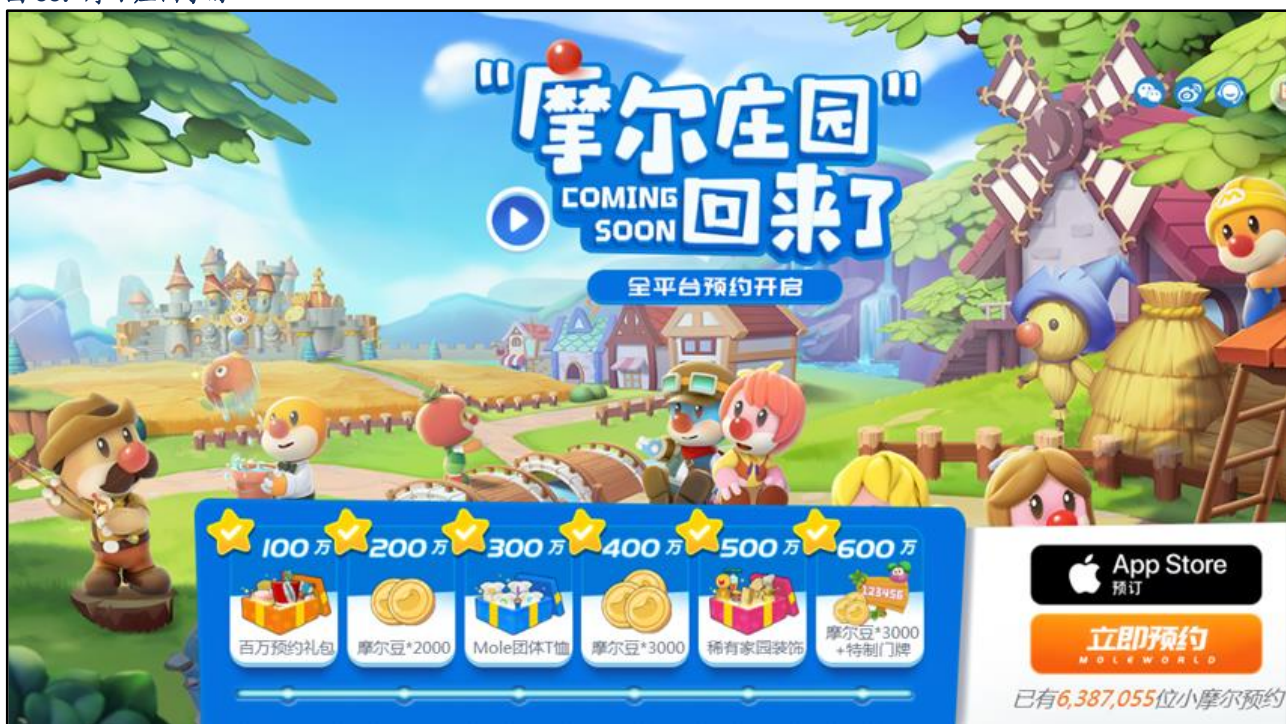 "摩尔庄园"
COMING
SOON
回来了
全平台预约开启
100万
200万
300万
400万
500万
600万
百万预约礼包
摩尔豆*2000
Mole团体T恤
摩尔豆*3000
稀有家园装饰
123456
摩尔豆*3000
+特制门牌
App Store
预订
立即预约
MOLEWORLD
已有6,387,055位小摩尔预约